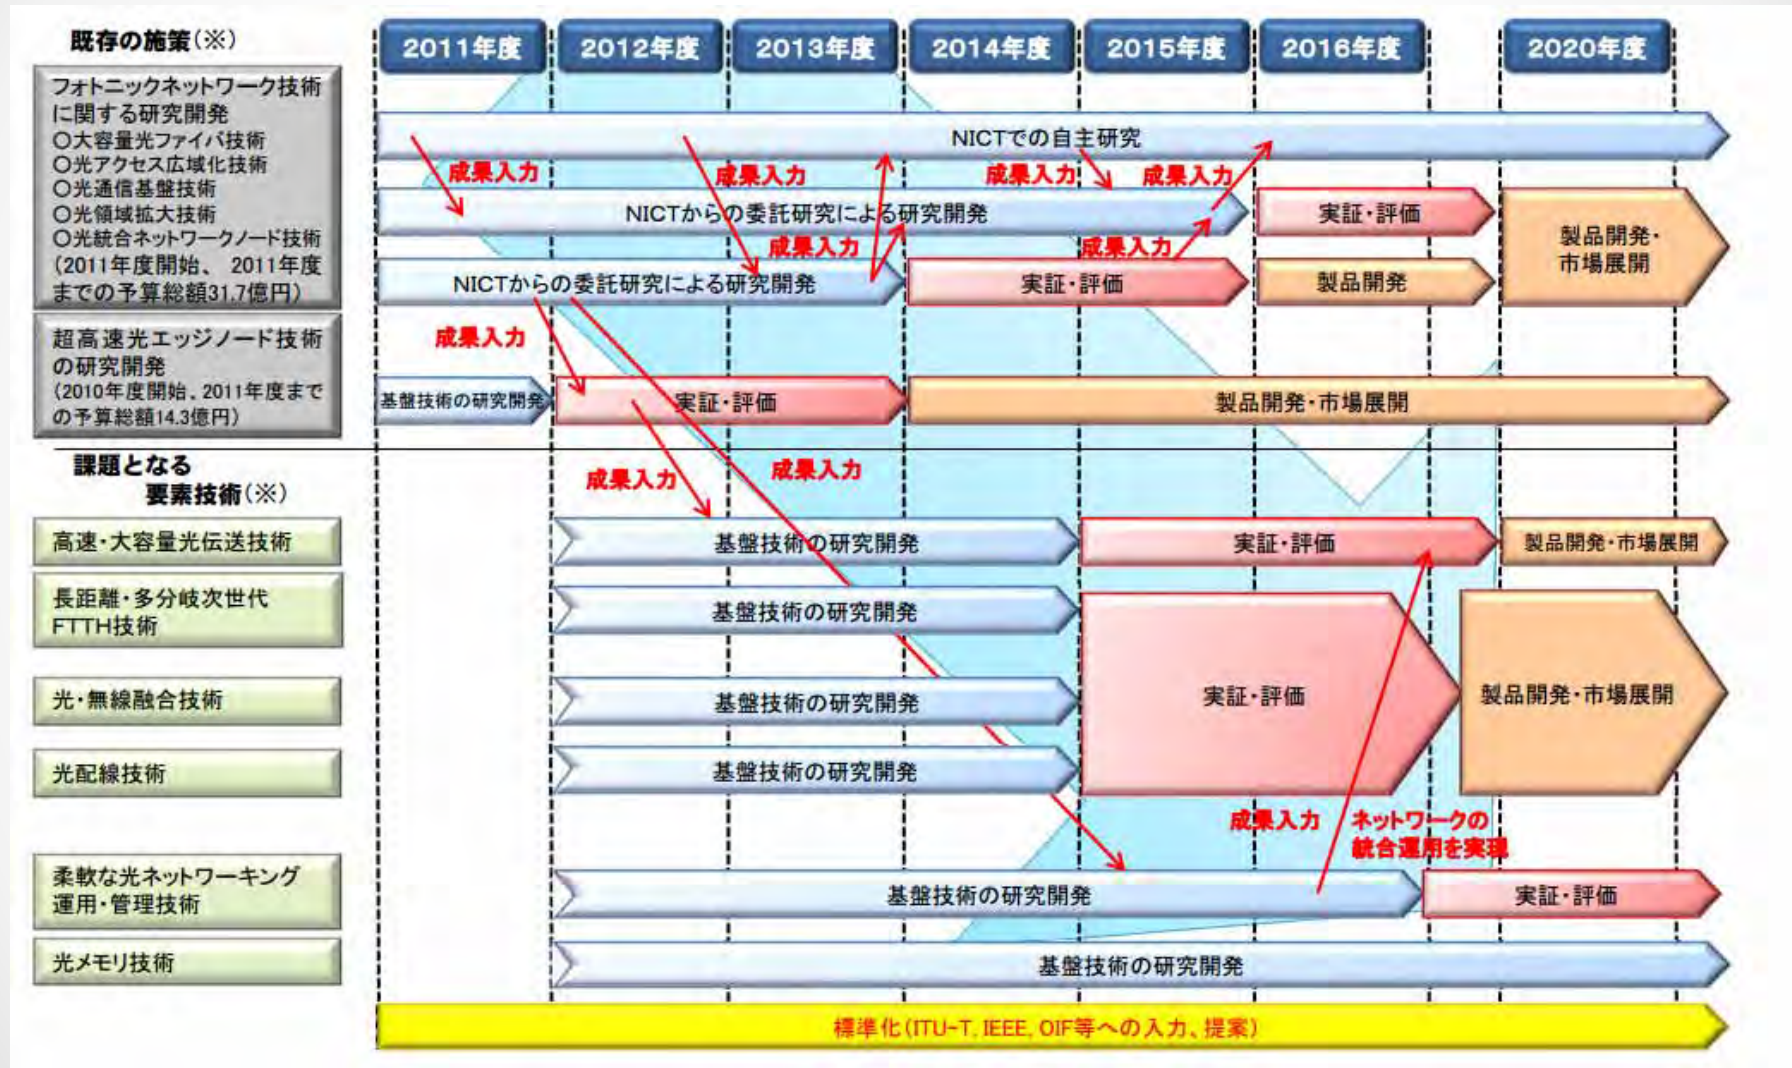 既存の施策(※)
2011年度
2012年度
2013年度
2014年度
2015年度
2016年度
2020年度
フォトニックネットワーク技術
に関する研究開発
○大容量光ファイバ技術
○光アクセス広域化技術
○光通信基盤技術
○光領域拡大技術
○光統合ネットワークノード技術
(2011年度開始、2011年度
までの予算総額31.7億円)
NICTでの自主研究
成果入力
成果入力
成果入力
成果入力
NICTからの委託研究による研究開発
実証・評価
製品開発・
市場展開
成果入力
成果入力
NICTからの委託研究による研究開発
実証・評価
製品開発
超高速光エッジノード技術
の研究開発
(2010年度開始、2011年度まで
の予算総額14.3億円)
成果入力
基盤技術の研究開発
実証・評価
製品開発・市場展開
課題となる
要素技術(※)
成果入力
成果入力
高速・大容量光伝送技術
基盤技術の研究開発
実証・評価
製品開発・市場展開
長距離・多分岐次世代
FTTH技術
基盤技術の研究開発
光・無線融合技術
基盤技術の研究開発
実証・評価
製品開発・市場展開
光配線技術
基盤技術の研究開発
成果入力
ネットワークの
統合運用を実現
柔軟な光ネットワーキング
運用・管理技術
基盤技術の研究開発
実証・評価
光メモリ技術
基盤技術の研究開発
標準化(ITU-T, IEEE, OIF等への入力、提案)